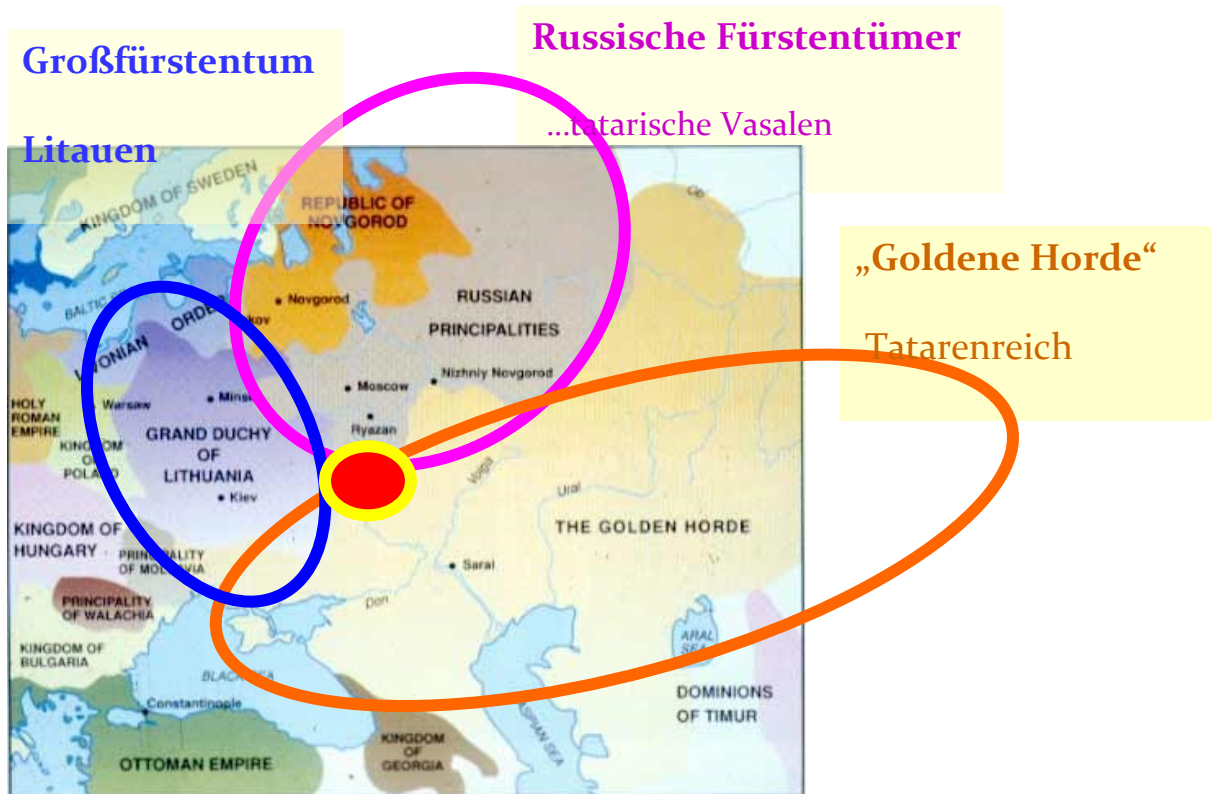 Großfürstentum
Litauen
Russische Fürstentümer
...tatarische Vasalen
„Goldene Horde“
Tatarenreich
KINGDOM OF SWEDEN
REPUBLIC OF
NOVGOROD
Ob
BALTIC
Novgorod
RUSSIAN
PRINCIPALITIES
LIVONIAN ORDER
kov
Nizhniy Novgorod
Moscow
Minsk
Warsaw
HOLY
ROMAN
EMPIRE
Ryazan
GRAND DUCHY
OF
LITHUANIA
KINGDOM
OF
POLAND
Kiev
Volga
Ural
THE GOLDEN HORDE
KINGDOM OF
HUNGARY
PRINCIPALITY
OF MOLDAVIA
Sarai
PRINCIPALITY
OF WALACHIA
Don
KINGDOM OF
BULGARIA
ARAL
SEA
BLACK SEA
Constantinople
DOMINIONS
OF TIMUR
CASPIAN SEA
KINGDOM
OF
GEORGIA
OTTOMAN EMPIRE